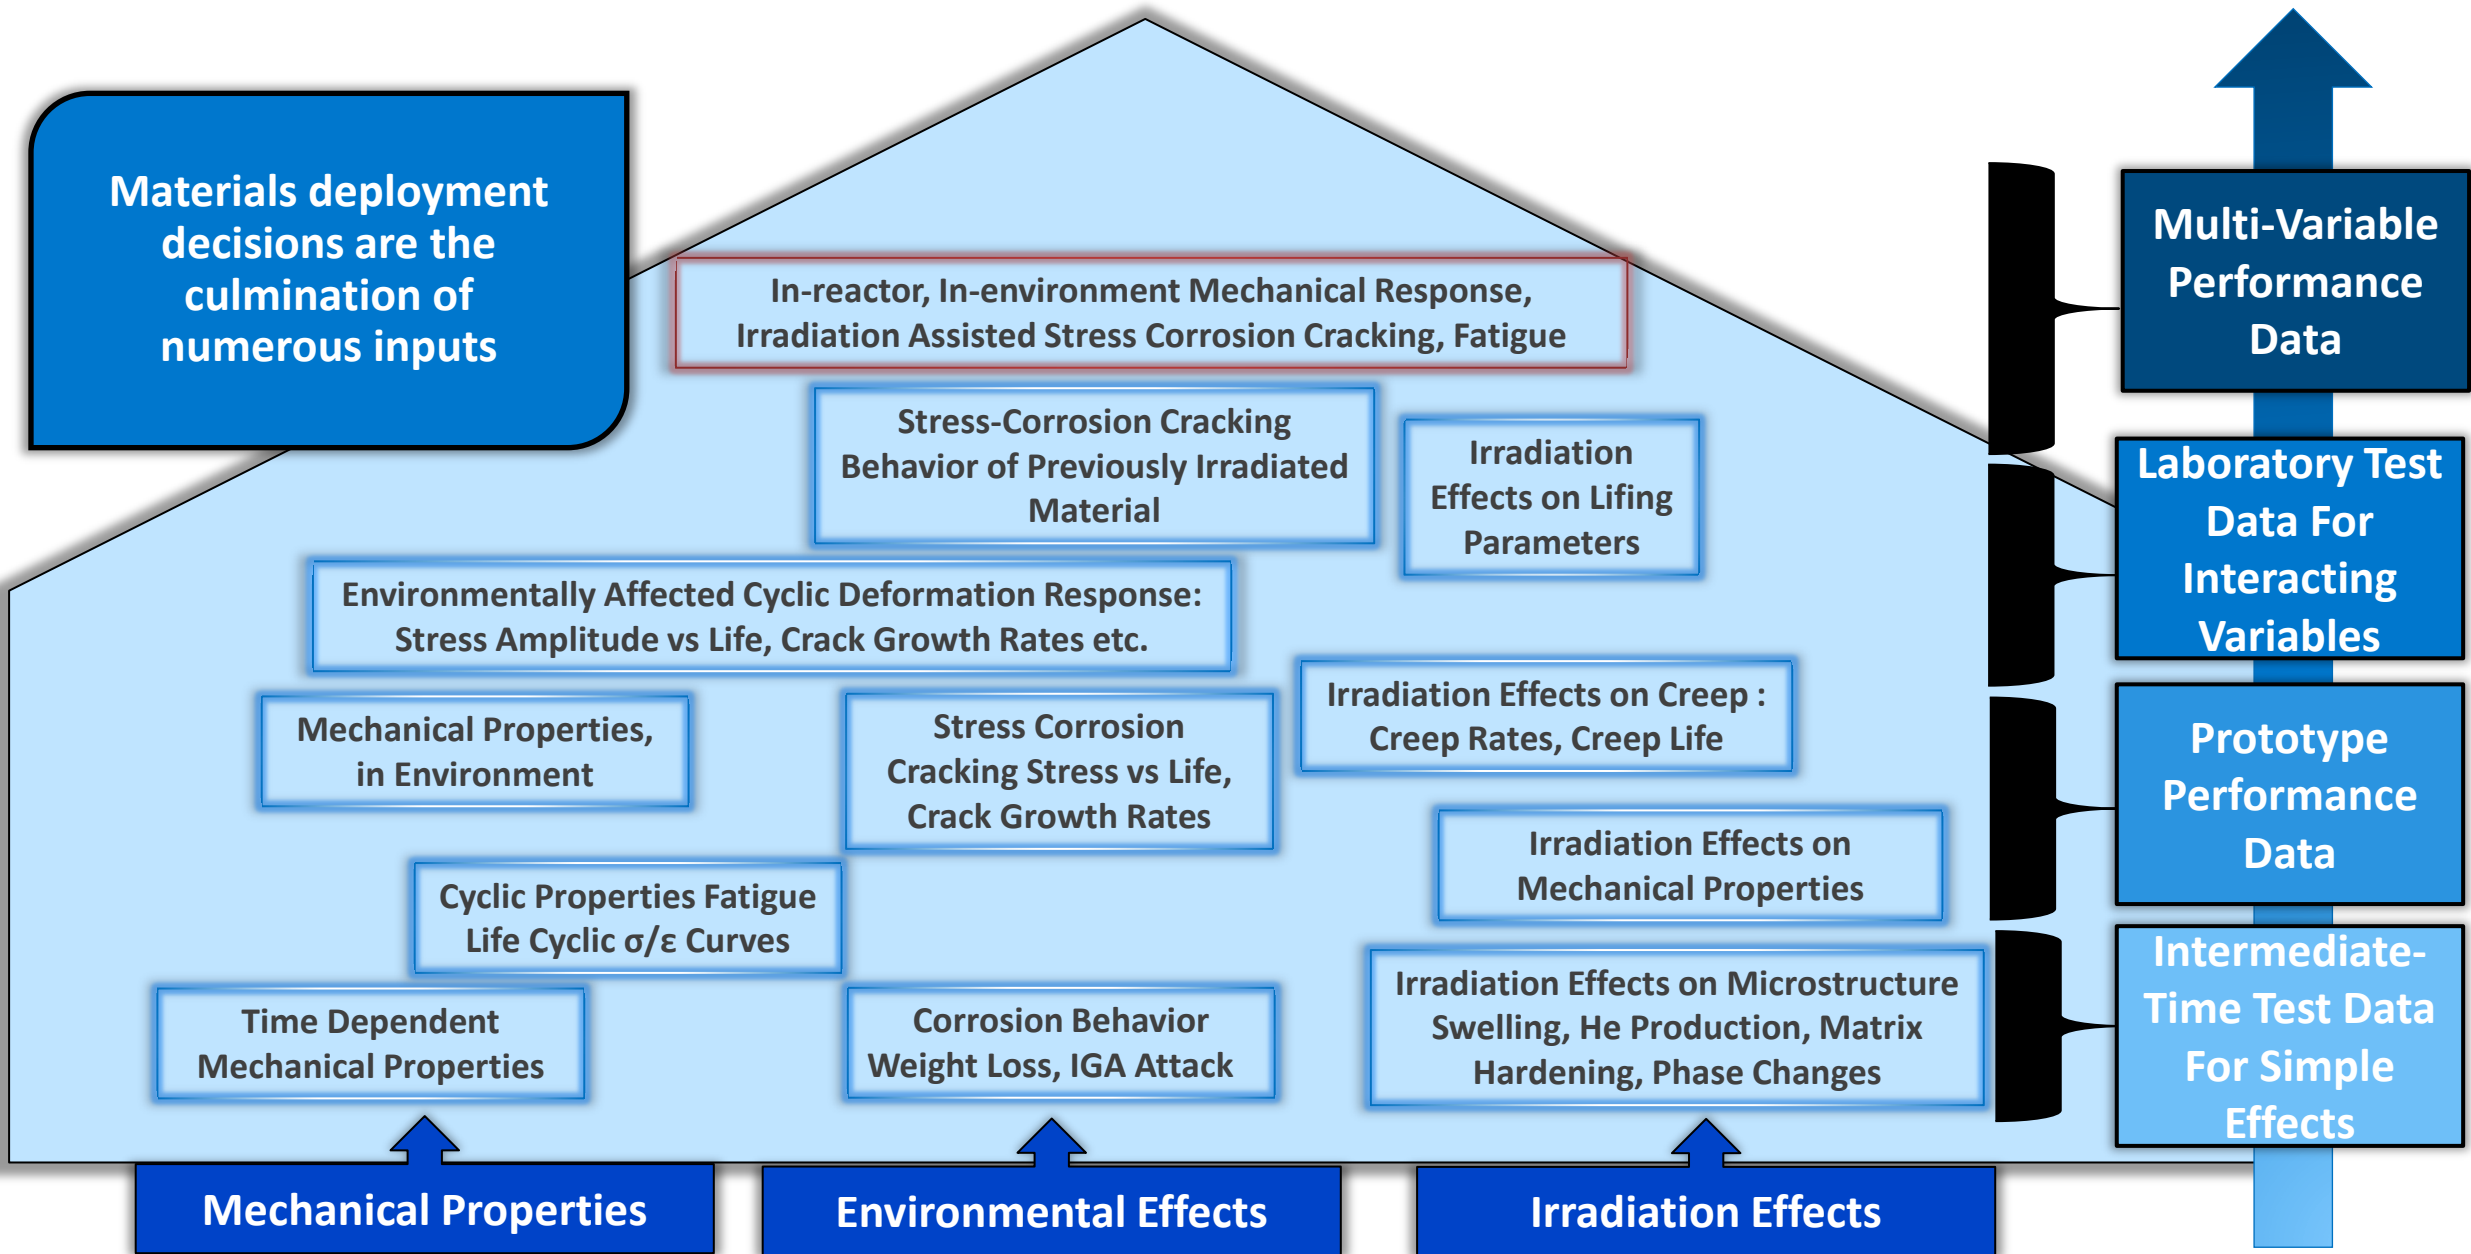 Materials deployment
decisions are the
culmination of
numerous inputs
In-reactor, In-environment Mechanical Response,
Irradiation Assisted Stress Corrosion Cracking, Fatigue
Stress-Corrosion Cracking
Behavior of Previously Irradiated
Material
Irradiation
Effects on Lifing
Parameters
Environmentally Affected Cyclic Deformation Response:
Stress Amplitude vs Life, Crack Growth Rates etc.
Mechanical Properties,
in Environment
Stress Corrosion
Cracking Stress vs Life,
Crack Growth Rates
Irradiation Effects on Creep :
Creep Rates, Creep Life
Irradiation Effects on
Mechanical Properties
Cyclic Properties Fatigue
Life Cyclic σ/ε Curves
Time Dependent
Mechanical Properties
Corrosion Behavior
Weight Loss, IGA Attack
Irradiation Effects on Microstructure
Swelling, He Production, Matrix
Hardening, Phase Changes
Mechanical Properties
Environmental Effects
Irradiation Effects
Multi-Variable
Performance
Data
Laboratory Test
Data For
Interacting
Variables
Prototype
Performance
Data
Intermediate-
Time Test Data
For Simple
Effects